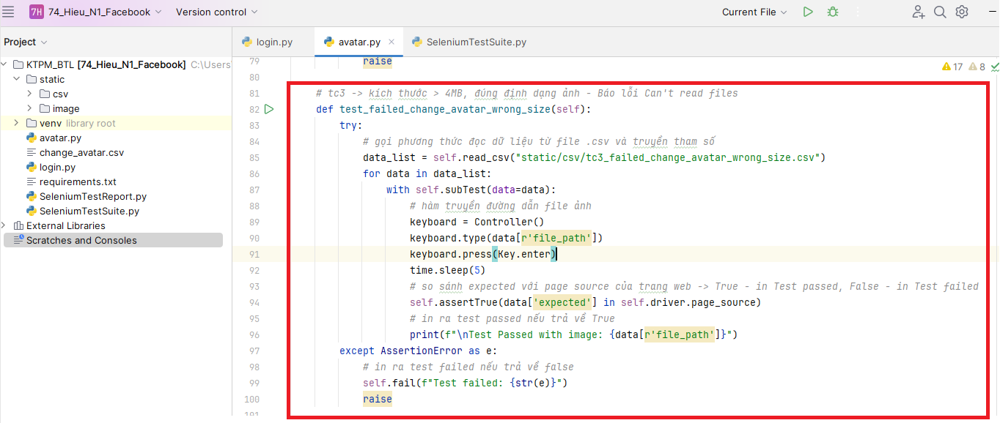 7H 74_Hieu_N1_Facebook Version control Current File
Project
login.py avatar.py SeleniumTestSuite.py
KTPM_BTL [74_Hieu_N1_Facebook] C:\Users
static
csv
image
venv library root
avatar.py
change_avatar.csv
login.py
requirements.txt
SeleniumTestReport.py
SeleniumTestSuite.py
External Libraries
Scratches and Consoles
17 8
79 raise
80
81 # tc3 -> kích thước > 4MB, đúng định dạng ảnh - Báo lỗi Can't read files
82 def test_failed_change_avatar_wrong_size(self):
83 try:
84 # gọi phương thức đọc dữ liệu từ file .csv và truyền tham số
85 data_list = self.read_csv("static/csv/tc3_failed_change_avatar_wrong_size.csv")
86 for data in data_list:
87 with self.subTest(data=data):
88 # hàm truyền đường dẫn file ảnh
89 keyboard = Controller()
90 keyboard.type(data[r'file_path'])
91 keyboard.press(Key.enter)
92 time.sleep(5)
93 # so sánh expected với page source của trang web -> True - in Test passed, False - in Test failed
94 self.assertTrue(data['expected'] in self.driver.page_source)
95 # in ra test passed nếu trả về True
96 print(f"\nTest Passed with image: {data[r'file_path']}")
97 except AssertionError as e:
98 # in ra test failed nếu trả về false
99 self.fail(f"Test failed: {str(e)}")
100 raise
101